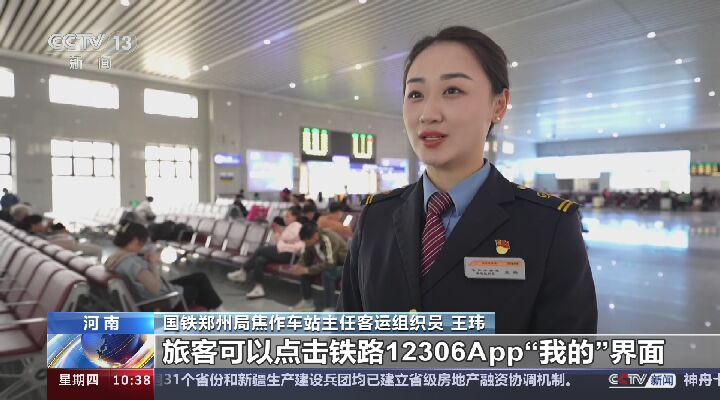 CCTV 13
新闻
河南
国铁郑州局焦作车站主任客运组织员 王玮
旅客可以点击铁路12306App“我的”界面
星期四 10:38
31个省份和新疆生产建设兵团均已建立省级房地产融资协调机制。
CCTV 新闻
神舟十